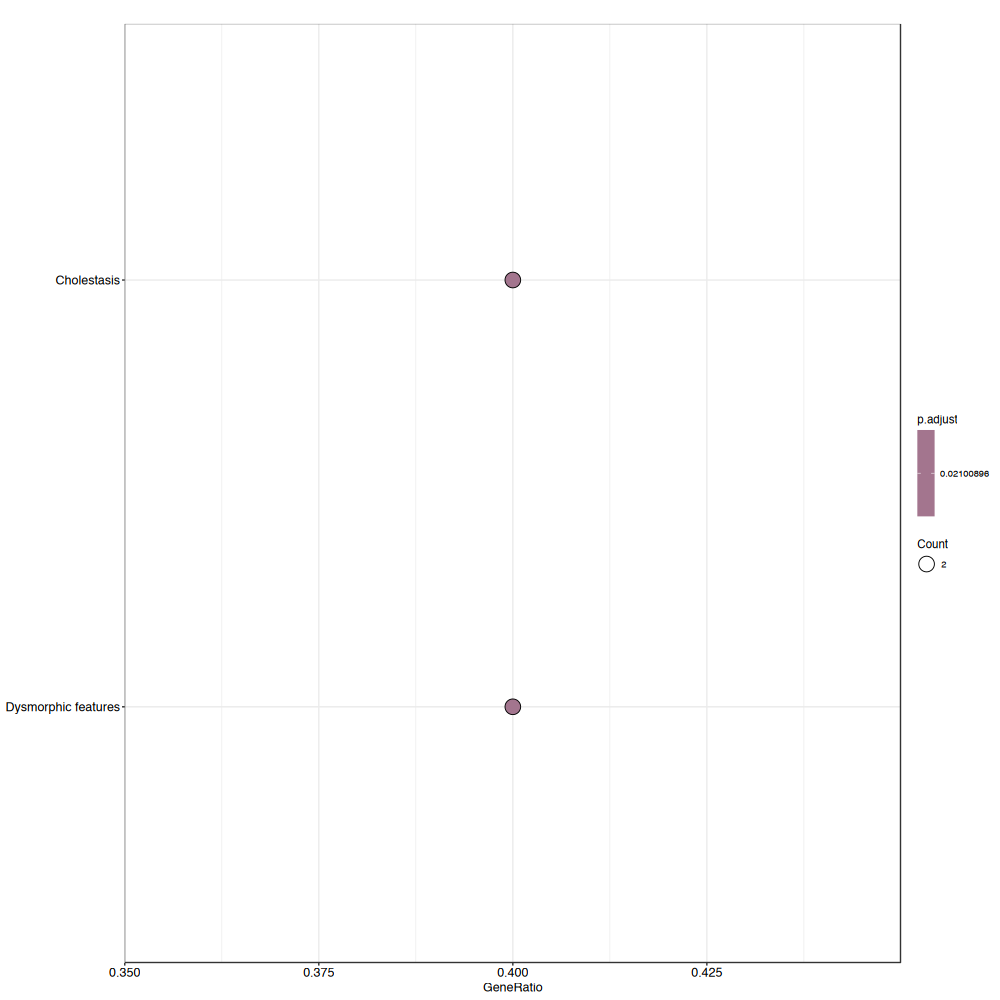 Cholestasis
Dysmorphic features
0.350
0.375
0.400
0.425
GeneRatio
p.adjust
0.02100896
Count
2